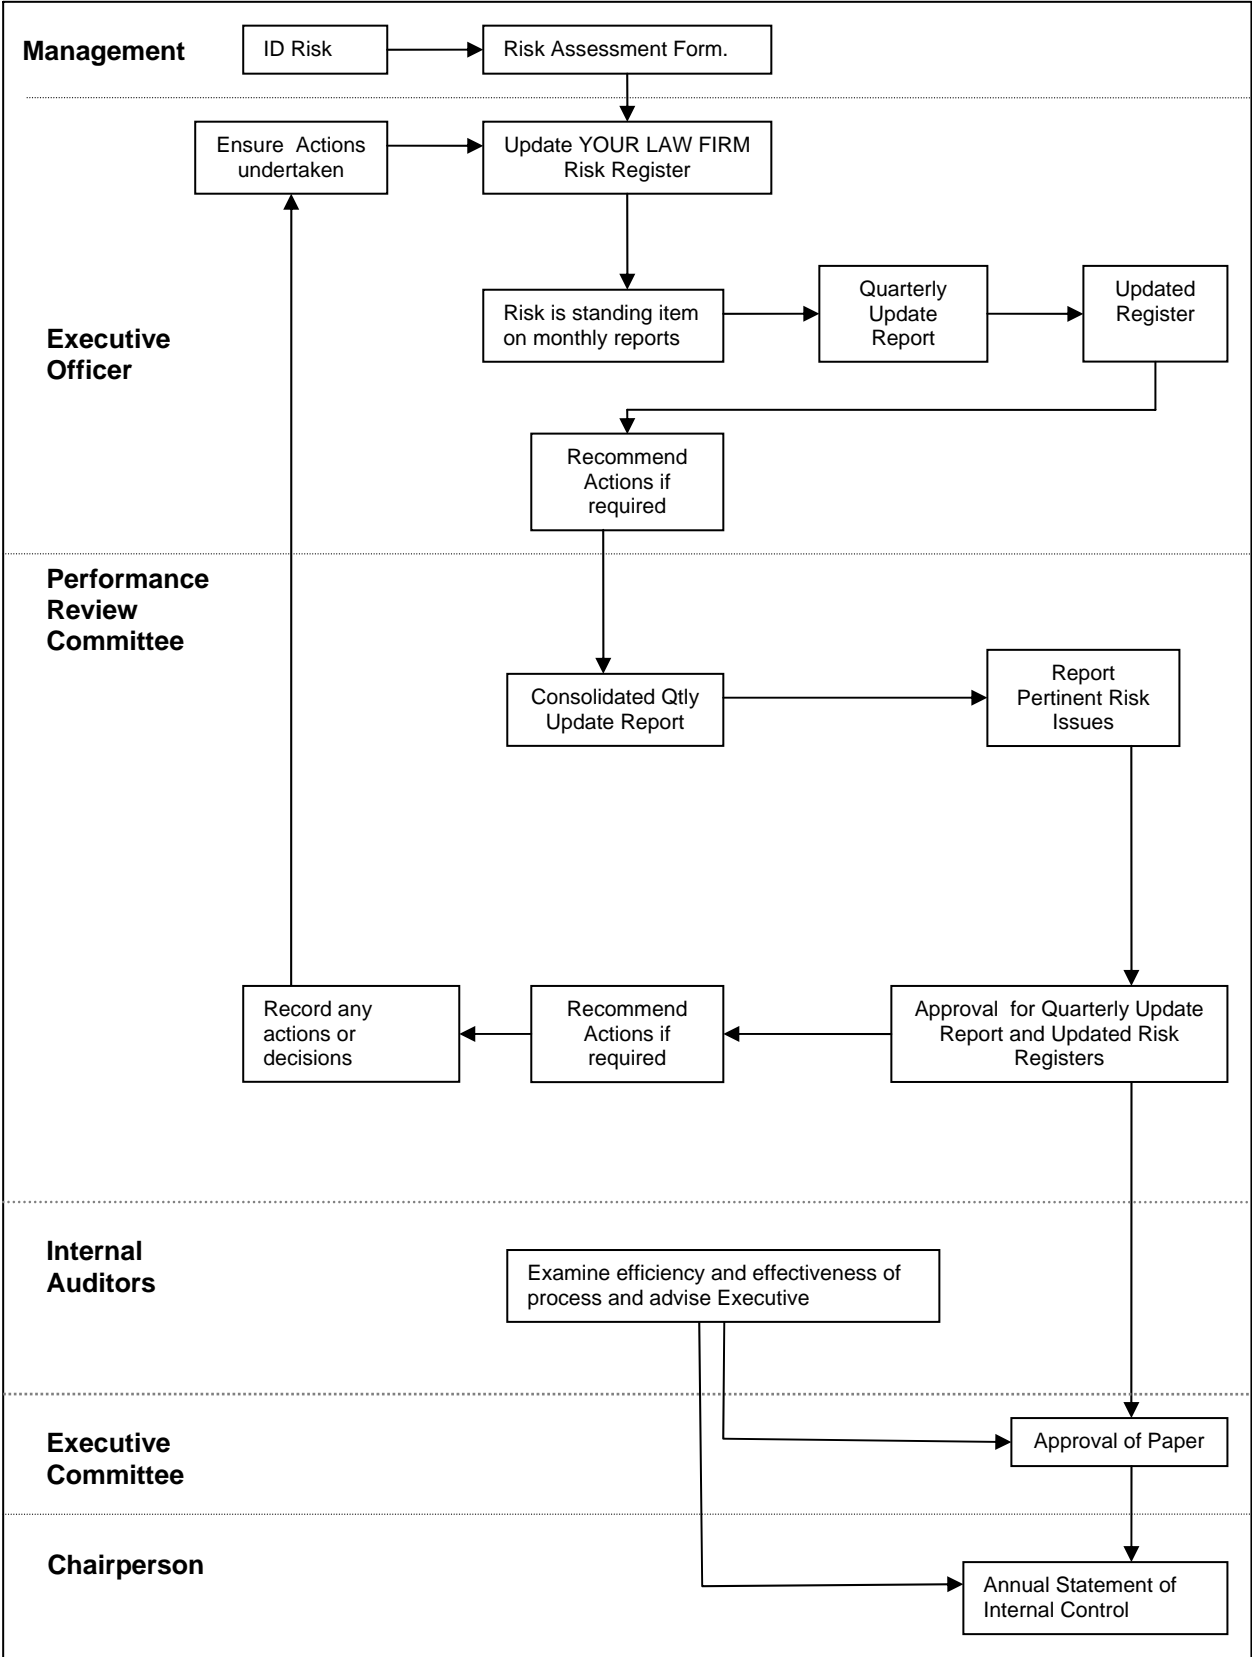 Management
ID Risk
Risk Assessment Form.
Ensure Actions
undertaken
Update YOUR LAW FIRM
Risk Register
Executive
Officer
Risk is standing item
on monthly reports
Quarterly
Update
Report
Updated
Register
Recommend
Actions if
required
Performance
Review
Committee
Consolidated Qtly
Update Report
Report
Pertinent Risk
Issues
Record any
actions or
decisions
Recommend
Actions if
required
Approval for Quarterly Update
Report and Updated Risk
Registers
Internal
Auditors
Examine efficiency and effectiveness of
process and advise Executive
Executive
Committee
Approval of Paper
Chairperson
Annual Statement of
Internal Control